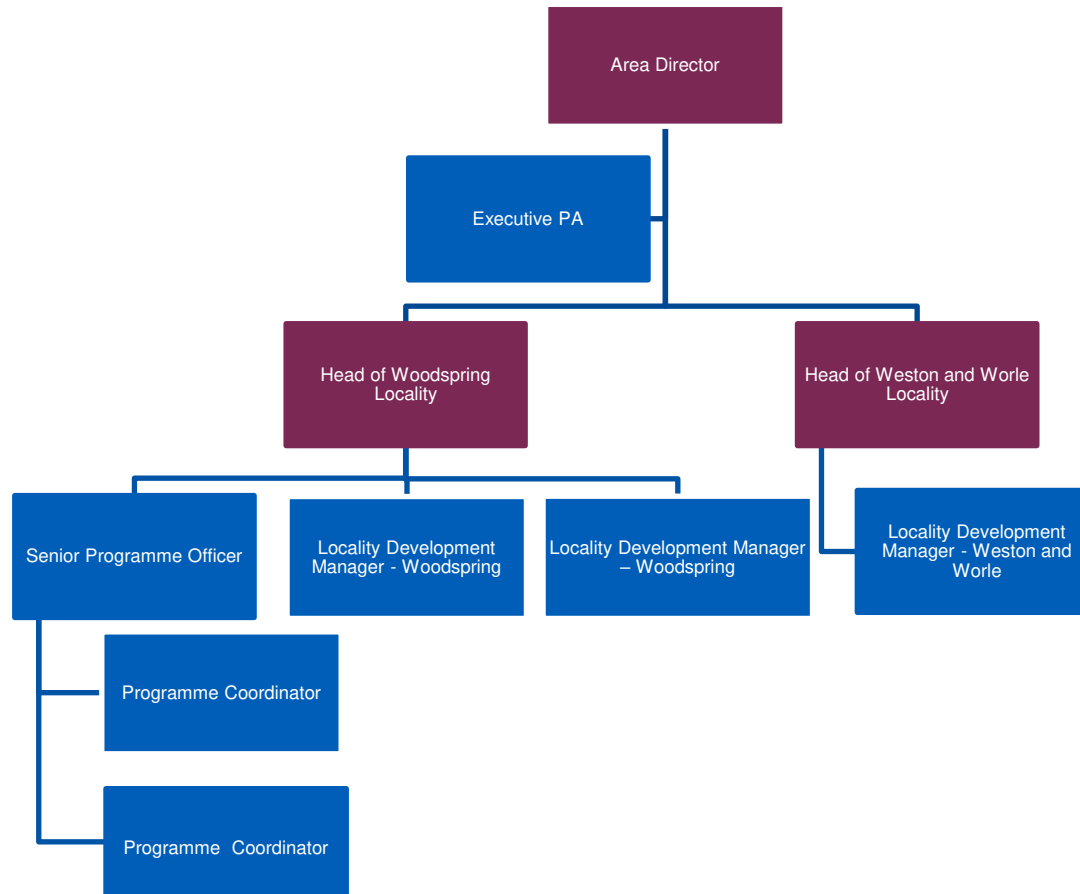 Area Director
Executive PA
Head of Woodspring
Locality
Head of Weston and Worle
Locality
Senior Programme Officer
Locality Development
Manager - Woodspring
Locality Development Manager
– Woodspring
Locality Development
Manager - Weston and
Worle
Programme Coordinator
Programme  Coordinator